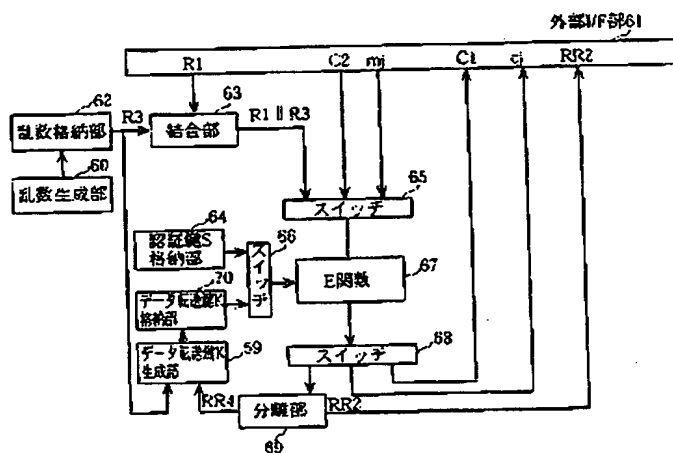 外部I/F部61
R1 C2 mj C1 cj RR2
62
63
乱数格納部
R3
結合部
R1 || R3
60
乱数生成部
65
スイッチ
64
認証鍵S
格納部
66
スイッチ
67
E関数
70
データ転送鍵K
格納部
68
スイッチ
59
データ転送鍵K
生成部
RR4
分離部
RR2
69